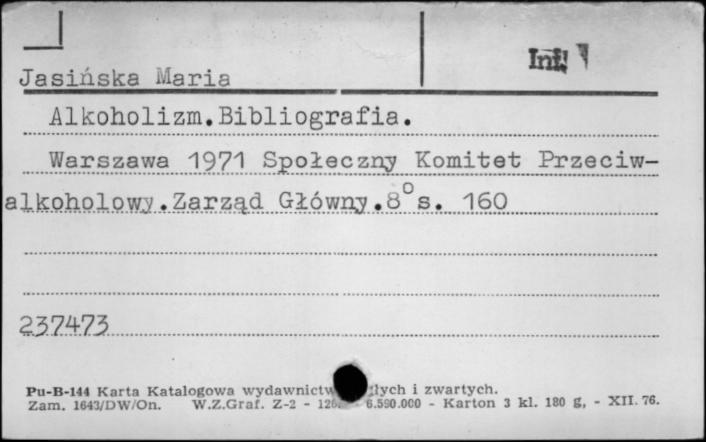 Inf.
Jasińska Maria
Alkoholizm.Bibliografia.
Warszawa 1971 Społeczny Komitet Przeciw-
alkoholowy.Zarząd Główny.8° s. 160
237473
Pu-B-144 Karta Katalogowa wydawnictw i zwartych.
Zam. 1643/DW/On. W.Z.Graf. Z-2 - 6.590.000 - Karton 3 kl. 180 g, - XII. 76.